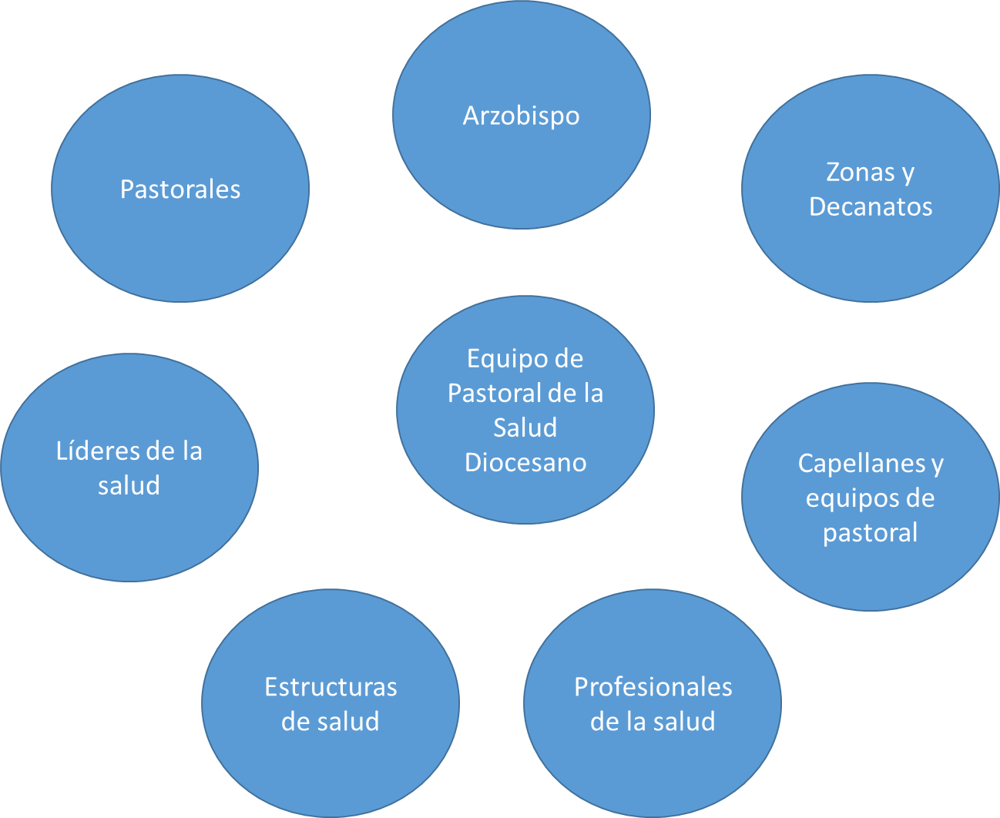 Arzobispo
Pastorales
Zonas y
Decanatos
Equipo de
Pastoral de la
Salud
Diocesano
Líderes de la
salud
Capellanes y
equipos de
pastoral
Estructuras
de salud
Profesionales
de la salud